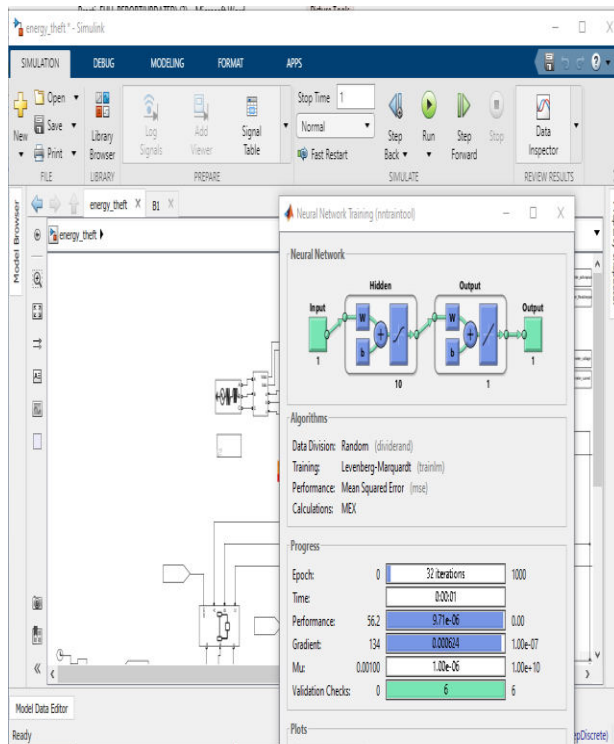 energy_theft * - Simulink
SIMULATION DEBUG MODELING FORMAT APPS
New
Open
Save
Print
FILE
Library Browser
LIBRARY
Log Signals
Add Viewer
Signal Table
PREPARE
Stop Time 1
Normal
Fast Restart
Step Back
Run
Step Forward
Stop
SIMULATE
Data Inspector
REVIEW RESULTS
Model Browser
energy_theft B1
energy_theft
Neural Network Training (nntraintool)
Neural Network
Hidden Output
Input Output
W W
b b
1 1
10 1
Algorithms
Data Division: Random (dividerand)
Training: Levenberg-Marquardt (trainlm)
Performance: Mean Squared Error (mse)
Calculations: MEX
Progress
Epoch: 0 32 iterations 1000
Time: 0:00:01
Performance: 56.2 9.71e-06 0.00
Gradient: 134 0.000624 1.00e-07
Mu: 0.00100 1.00e-06 1.00e+10
Validation Checks: 0 6 6
Plots
Model Data Editor
Ready